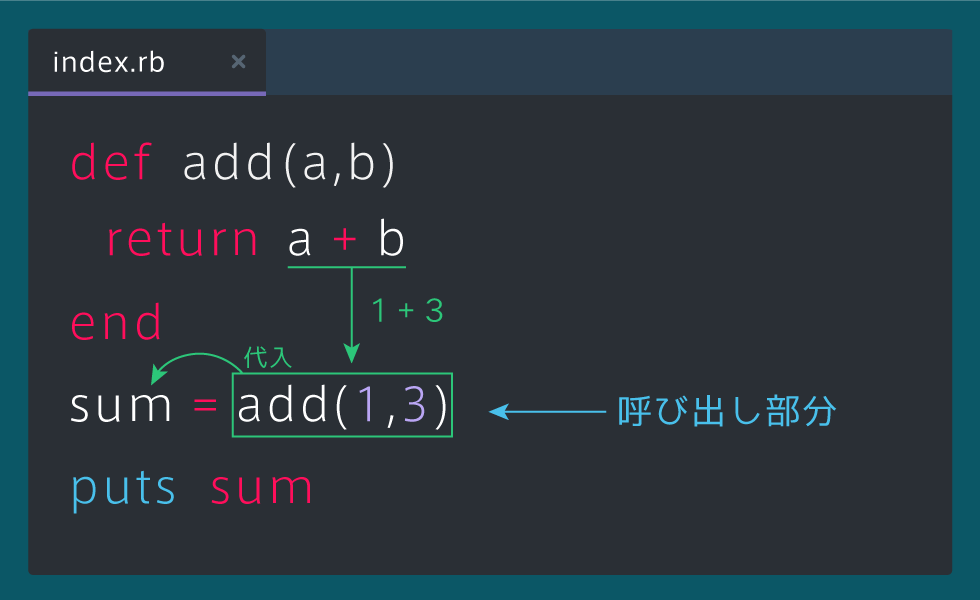 index.rb ×
def add(a,b)
return a + b
1 + 3
end
代入
sum = add(1,3)
呼び出し部分
puts sum